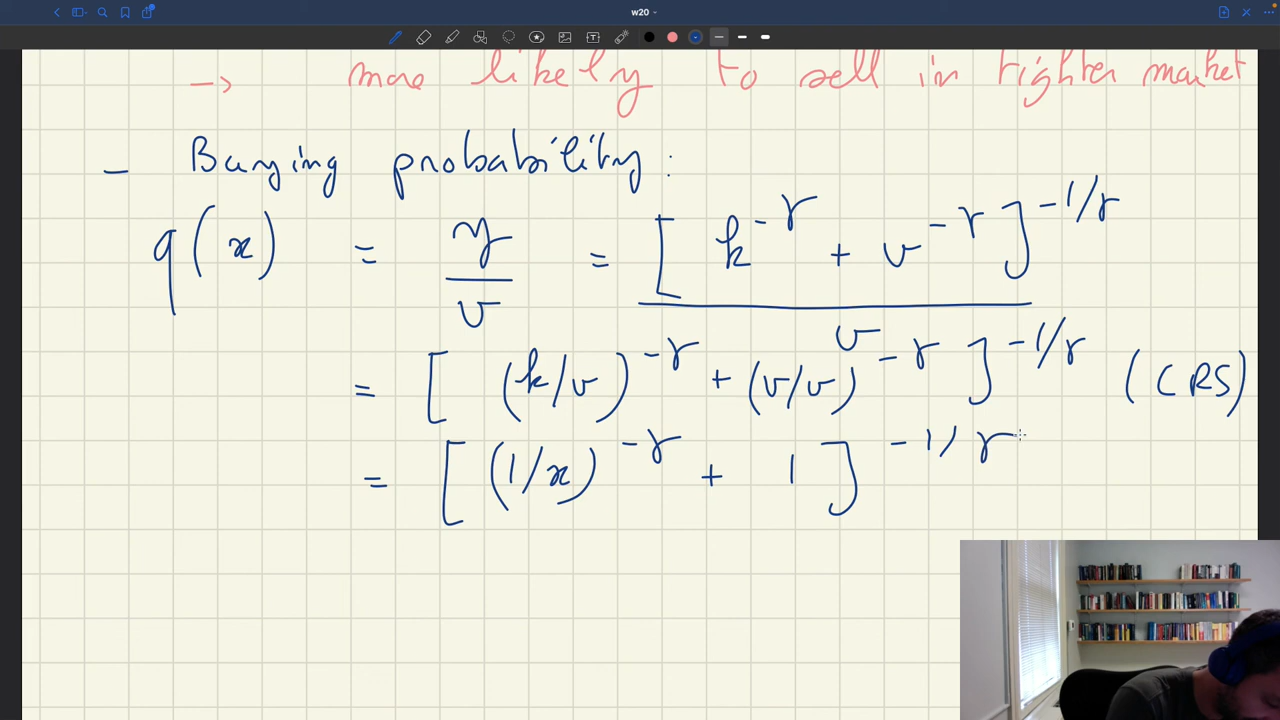 w20
-> more likely to sell in tighter market
- Buying probability:
q(x) = y/v = [k^{-γ} + v^{-γ}]^{-1/γ} / v
= [(k/v)^{-γ} + (v/v)^{-γ}]^{-1/γ} (CRS)
= [(1/x)^{-γ} + 1]^{-1/γ}